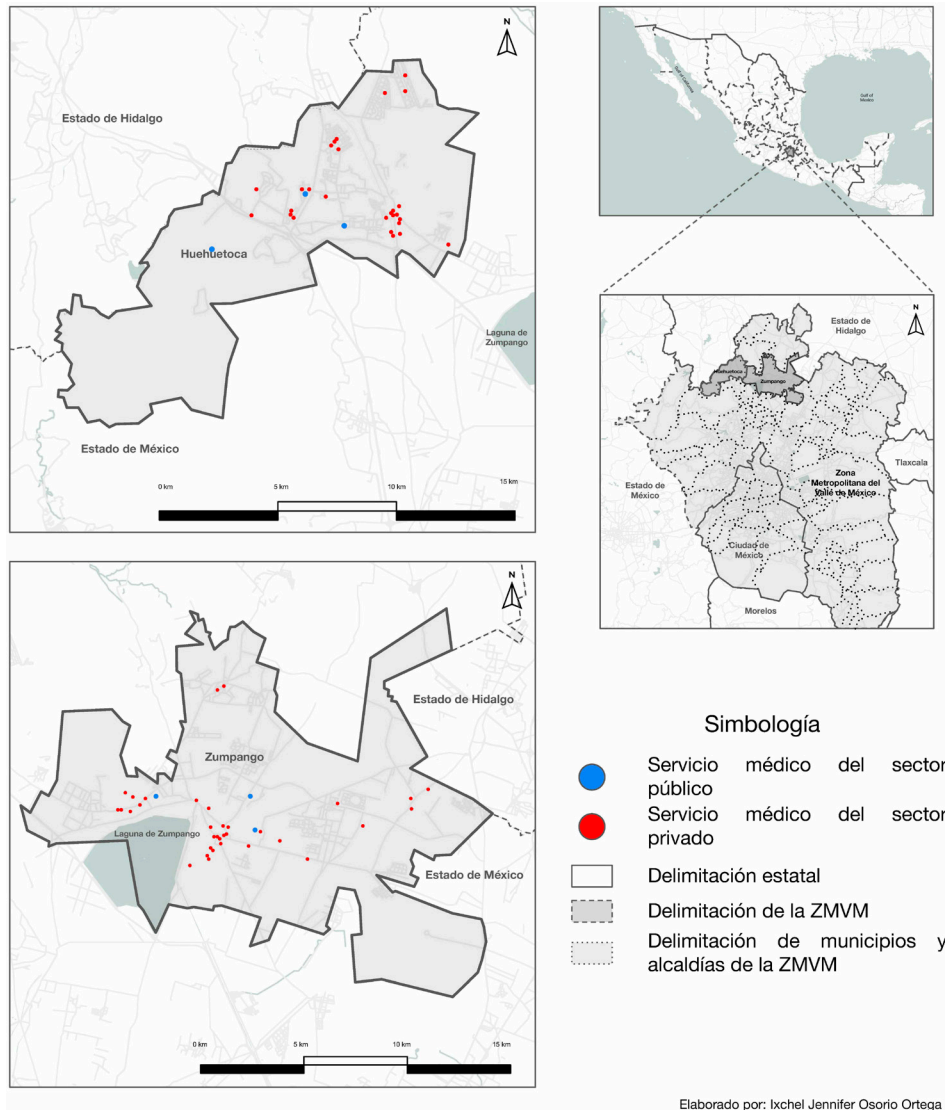 N
Estado de Hidalgo
Huehuetoca
Laguna de
Zumpango
Estado de México
0 km
5 km
10 km
15 km
Gulf of California
Gulf of
Mexico
N
Estado de
Hidalgo
Huehuetoca
Zumpango
Tlaxcala
Zona
Metropolitana del
Valle de México
Estado de
México
Ciudad de
México
Morelos
N
Estado de Hidalgo
Zumpango
Laguna de Zumpango
Estado de México
0 km
5 km
10 km
15 km
Simbología
Servicio médico del sector
público
Servicio médico del sector
privado
Delimitación estatal
Delimitación de la ZMVM
Delimitación de municipios y
alcaldías de la ZMVM
Elaborado por: Ixchel Jennifer Osorio Ortega